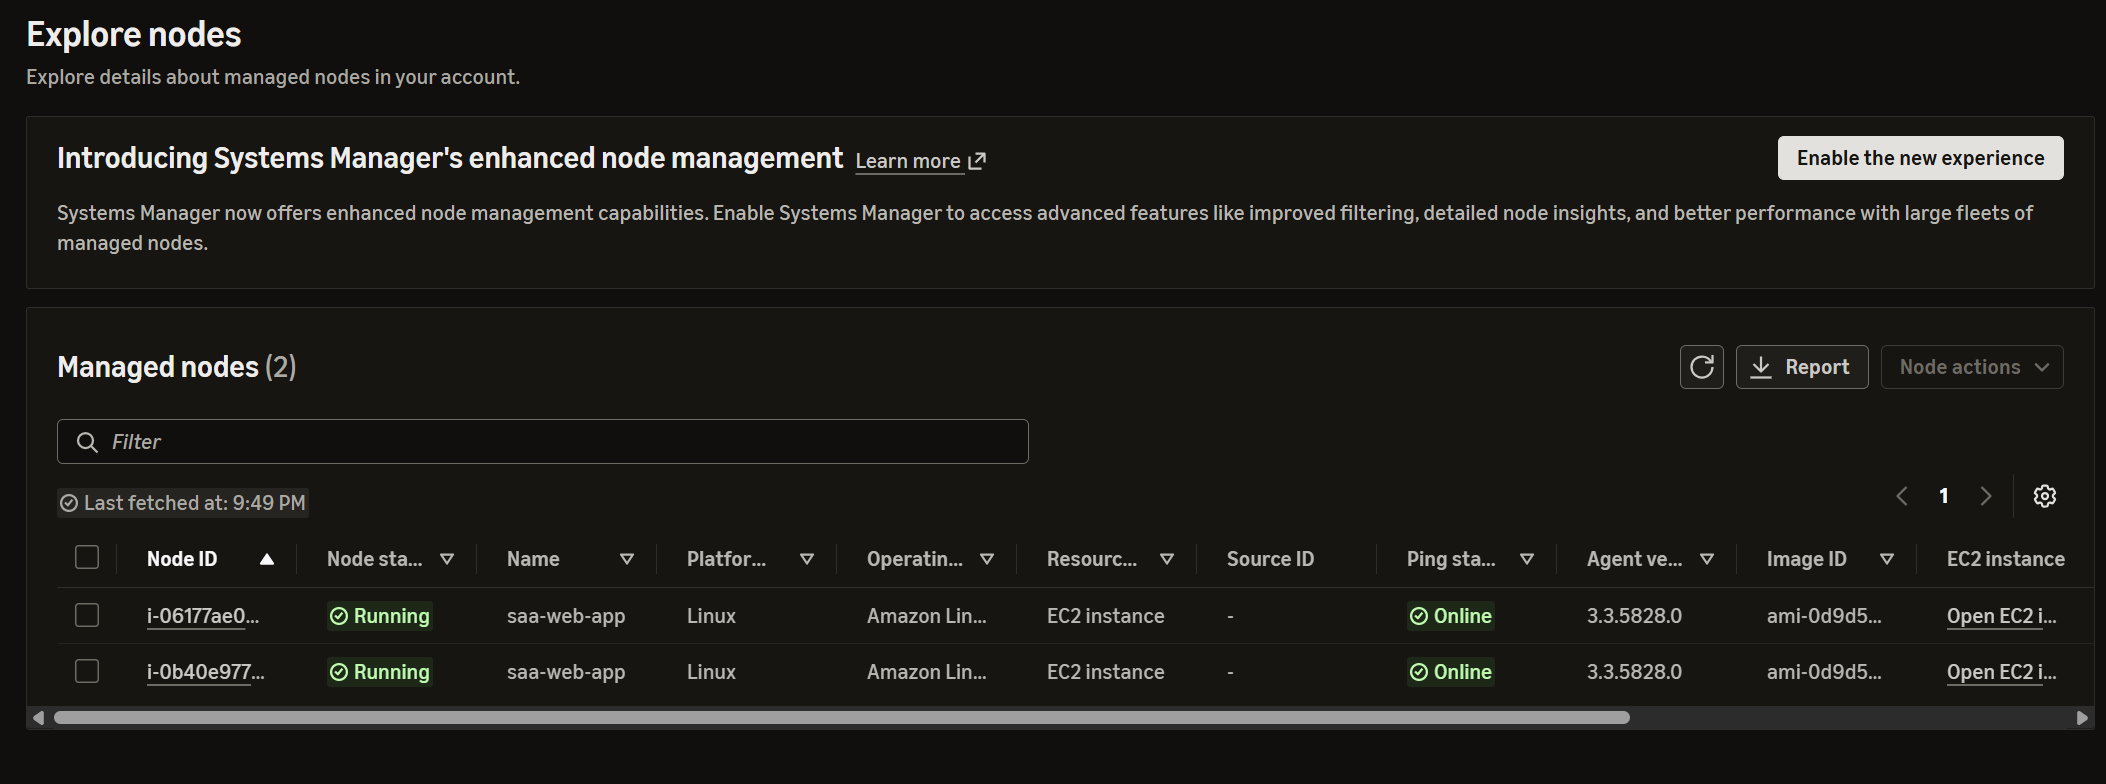 Explore nodes
Explore details about managed nodes in your account.
Introducing Systems Manager's enhanced node management Learn more
Enable the new experience
Systems Manager now offers enhanced node management capabilities. Enable Systems Manager to access advanced features like improved filtering, detailed node insights, and better performance with large fleets of
managed nodes.
Managed nodes (2)
Report
Node actions
Filter
Last fetched at: 9:49 PM
1
Node ID Node sta... Name Platfor... Operatin... Resourc... Source ID Ping sta... Agent ve... Image ID EC2 instance
i-06177ae0... Running saa-web-app Linux Amazon Lin... EC2 instance - Online 3.3.5828.0 ami-0d9d5... Open EC2 i...
i-0b40e977... Running saa-web-app Linux Amazon Lin... EC2 instance - Online 3.3.5828.0 ami-0d9d5... Open EC2 i...